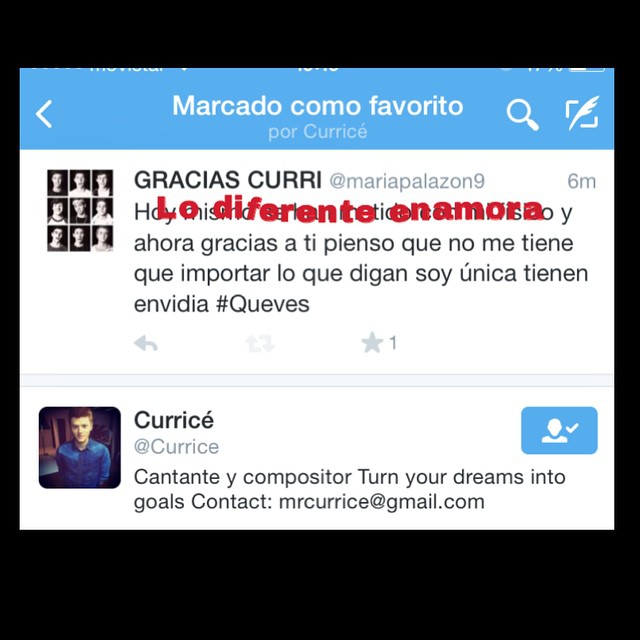 Marcado como favorito
por Curricé
GRACIAS CURRI @mariapalazon9 6m
Lo diferente enamora
Hoy mismo y
ahora gracias a ti pienso que no me tiene
que importar lo que digan soy única tienen
envidia #Queves
1
Curricé
@Currice
Cantante y compositor Turn your dreams into
goals Contact: mrcurrice@gmail.com